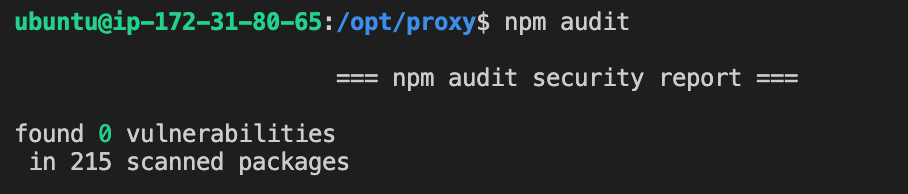 ubuntu@ip-172-31-80-65:/opt/proxy$ npm audit
=== npm audit security report ===
found 0 vulnerabilities
in 215 scanned packages